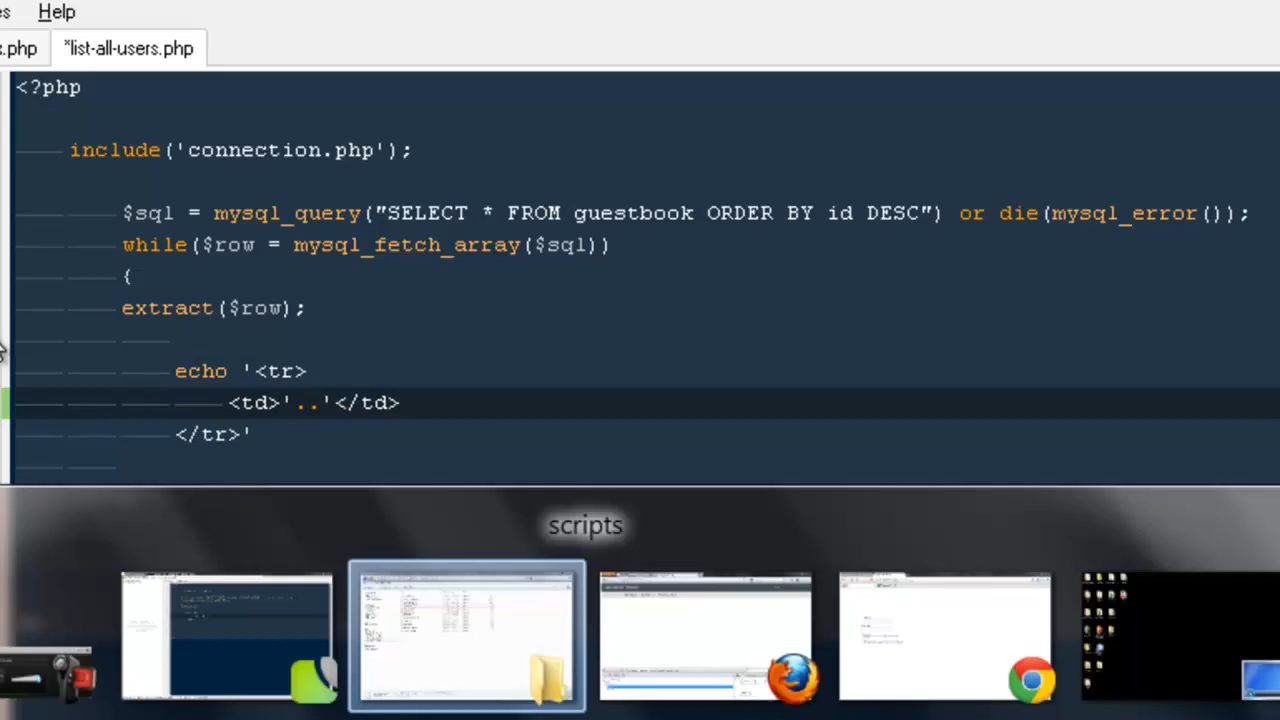 es Help
x.php *list-all-users.php
<?php
include('connection.php');
$sql = mysql_query("SELECT * FROM guestbook ORDER BY id DESC") or die(mysql_error());
while($row = mysql_fetch_array($sql))
{
extract($row);
echo '<tr>
<td>'..'</td>
</tr>'
scripts